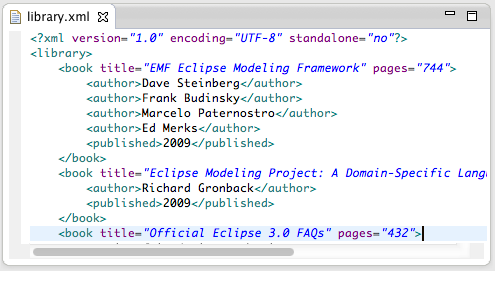 library.xml
<?xml version="1.0" encoding="UTF-8" standalone="no"?>
<library>
<book title="EMF Eclipse Modeling Framework" pages="744">
<author>Dave Steinberg</author>
<author>Frank Budinsky</author>
<author>Marcelo Paternostro</author>
<author>Ed Merks</author>
<published>2009</published>
</book>
<book title="Eclipse Modeling Project: A Domain-Specific Lang
<author>Richard Gronback</author>
<published>2009</published>
</book>
<book title="Official Eclipse 3.0 FAQs" pages="432">